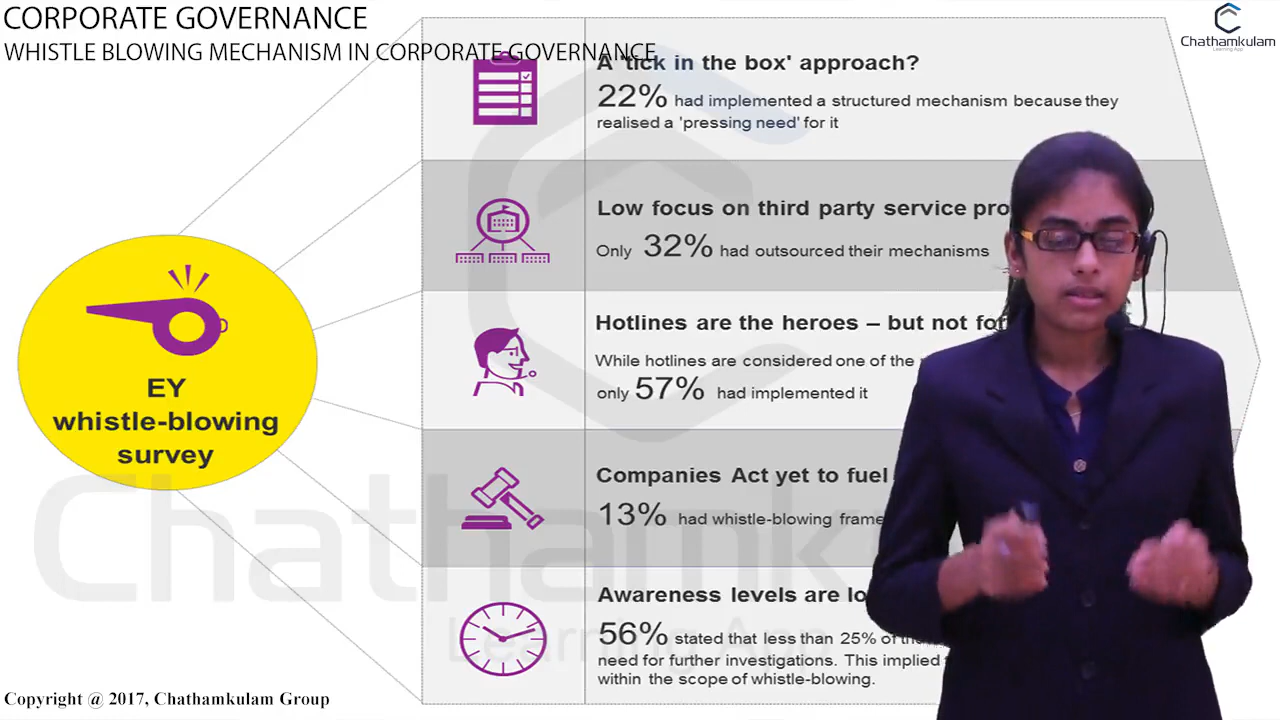 CORPORATE GOVERNANCE
WHISTLE BLOWING MECHANISM IN CORPORATE GOVERNANCE
Chathamkulam
Learning App
A 'tick in the box' approach?
22% had implemented a structured mechanism because they
realised a 'pressing need' for it
Low focus on third party service
Only 32% had outsourced their mechanisms
Hotlines are the heroes – but not
While hotlines are considered one of the
only 57% had implemented it
Companies Act yet to fuel
13% had whistle-blowing
Awareness levels are
56% stated that less than 25% of
need for further investigations. This implied
within the scope of whistle-blowing.
EY
whistle-blowing
survey
Learning App
Copyright @ 2017, Chathamkulam Group